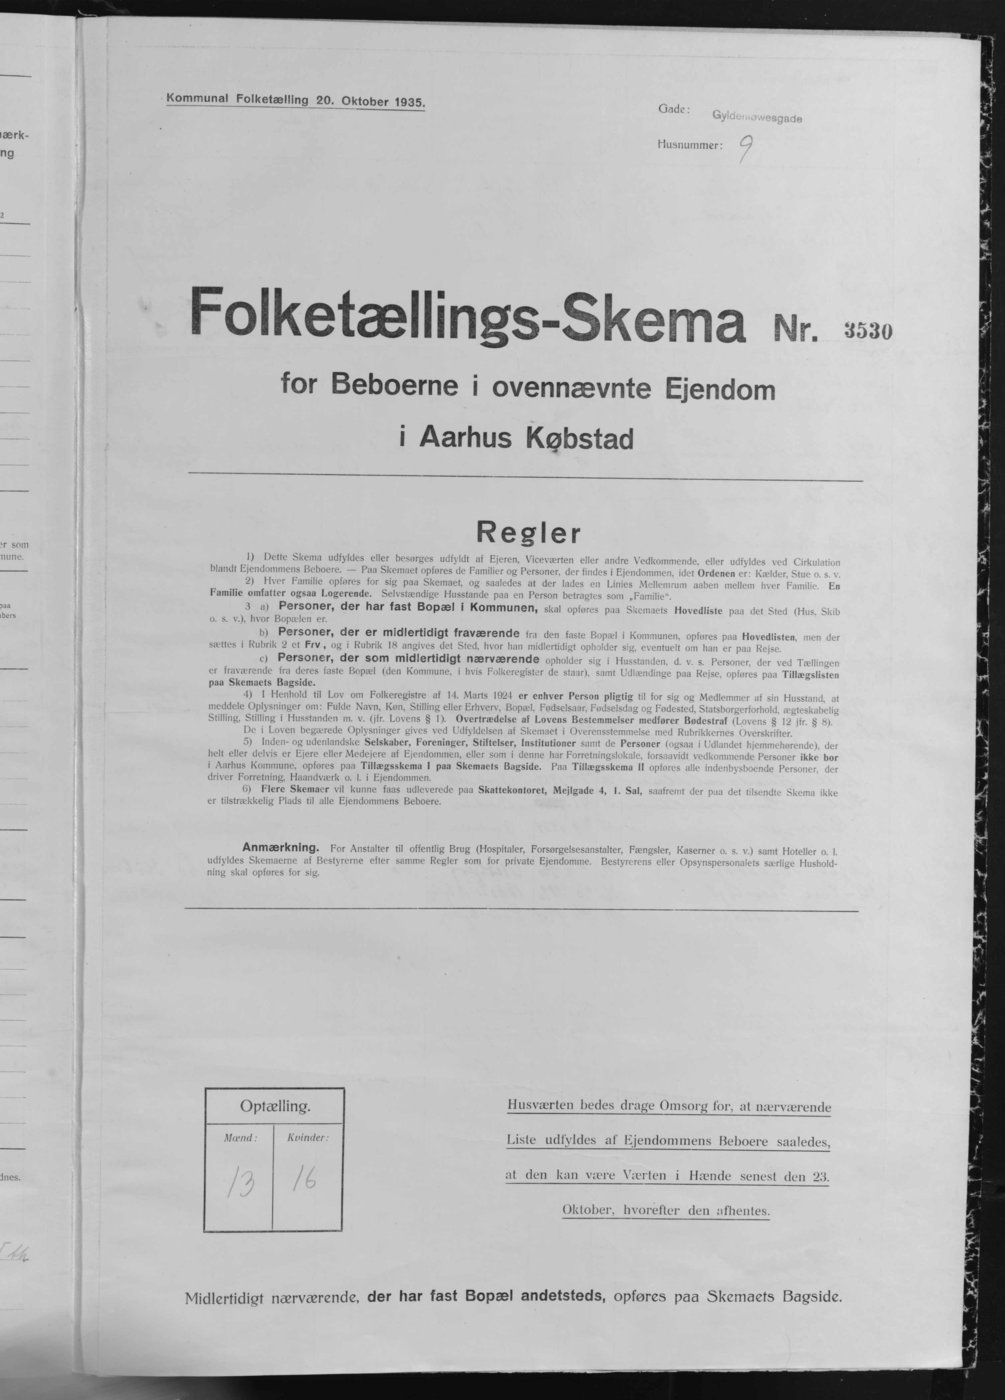 Kommunal Folketælling 20. Oktober 1935.
Gade: Gyldenløwesgade
Husnummer: 9
Folketællings-Skema Nr. 3530
for Beboerne i ovennævnte Ejendom
i Aarhus Købstad
Regler
1) Dette Skema udfyldes eller besørges udfyldt af Ejeren, Viceværten eller andre Vedkommende, eller udfyldes ved Cirkulation
blandt Ejendommens Beboere. — Paa Skemaet opføres de Familier og Personer, der findes i Ejendommen, idet Ordenen er: Kælder, Stue o. s. v.
2) Hver Familie opføres for sig paa Skemaet, og saaledes at der lades en Linies Mellemrum aaben mellem hver Familie. En
Familie omfatter ogsaa Logerende. Selvstændige Husstande paa en Person betragtes som „Familie".
3 a) Personer, der har fast Bopæl i Kommunen, skal opføres paa Skemaets Hovedliste paa det Sted (Hus, Skib
o. s. v.), hvor Bopælen er.
b) Personer, der er midlertidigt fraværende fra den faste Bopæl i Kommunen, opføres paa Hovedlisten, men der
sættes i Rubrik 2 et Frv., og i Rubrik 18 angives det Sted, hvor han midlertidigt opholder sig, eventuelt om han er paa Rejse.
c) Personer, der som midlertidigt nærværende opholder sig i Husstanden, d. v. s. Personer, der ved Tællingen
er fraværende fra deres faste Bopæl (den Kommune, i hvis Folkeregister de staar), samt Udlændinge paa Rejse, opføres paa Tillægslisten
paa Skemaets Bagside.
4) I Henhold til Lov om Folkeregistre af 14. Marts 1924 er enhver Person pligtig til for sig og Medlemmer af sin Husstand, at
meddele Oplysninger om: Fulde Navn, Køn, Stilling eller Erhverv, Bopæl, Fødselsaar, Fødselsdag og Fødested, Statsborgerforhold, ægteskabelig
Stilling, Stilling i Husstanden m. v. (jfr. Lovens § 1). Overtrædelse af Lovens Bestemmelser medfører Bødestraf (Lovens § 12 jfr. § 8).
De i Loven begærede Oplysninger gives ved Udfyldelsen af Skemaet i Overensstemmelse med Rubrikkernes Overskrifter.
5) Inden- og udenlandske Selskaber, Foreninger, Stiftelser, Institutioner samt de Personer (ogsaa i Udlandet hjemmehørende), der
helt eller delvis er Ejere eller Medejere af Ejendommen, eller som i denne har Forretningslokale, forsaavidt vedkommende Personer ikke bor
i Aarhus Kommune, opføres paa Tillægsskema I paa Skemaets Bagside. Paa Tillægsskema II opføres alle indenbysboende Personer, der
driver Forretning, Haandværk o. l. i Ejendommen.
6) Flere Skemaer vil kunne faas udleverede paa Skattekontoret, Mejlgade 4, 1. Sal, saafremt der paa det tilsendte Skema ikke
er tilstrækkelig Plads til alle Ejendommens Beboere.
Anmærkning. For Anstalter til offentlig Brug (Hospitaler, Forsørgelsesanstalter, Fængsler, Kaserner o. s. v.) samt Hoteller o. l.
udfyldes Skemaerne af Bestyrerne efter samme Regler som for private Ejendomme. Bestyrerens eller Opsynspersonalets særlige Hushold-
ning skal opføres for sig.
Optælling.
Mænd: Kvinder:
13 16
Husværten bedes drage Omsorg for, at nærværende
Liste udfyldes af Ejendommens Beboere saaledes,
at den kan være Værten i Hænde senest den 23.
Oktober, hvorefter den afhentes.
Midlertidigt nærværende, der har fast Bopæl andetsteds, opføres paa Skemaets Bagside.